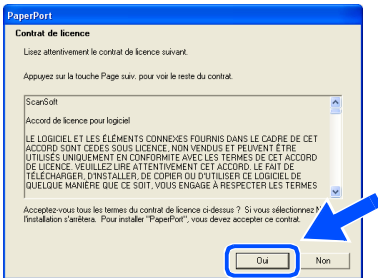 PaperPort
Contrat de licence
Lisez attentivement le contrat de licence suivant.
Appuyez sur la touche Page suiv. pour voir le reste du contrat.
ScanSoft
Accord de licence pour logiciel
LE LOGICIEL ET LES ÉLÉMENTS CONNEXES FOURNIS DANS LE CADRE DE CET
ACCORD SONT CEDES SOUS LICENCE, NON VENDUS ET PEUVENT ÊTRE
UTILISÉS UNIQUEMENT EN CONFORMITE AVEC LES TERMES DE CET ACCORD
DE LICENCE. VEUILLEZ LIRE ATTENTIVEMENT CET ACCORD. LE FAIT DE
TÉLÉCHARGER, D'INSTALLER, DE COPIER OU D'UTILISER CE LOGICIEL DE
QUELQUE MANIÈRE QUE CE SOIT, VOUS ENGAGE À RESPECTER LES TERMES
Acceptez-vous tous les termes du contrat de licence ci-dessus ? Si vous sélectionnez
l'installation s'arrêtera. Pour installer "PaperPort", vous devez accepter ce contrat.
Oui
Non